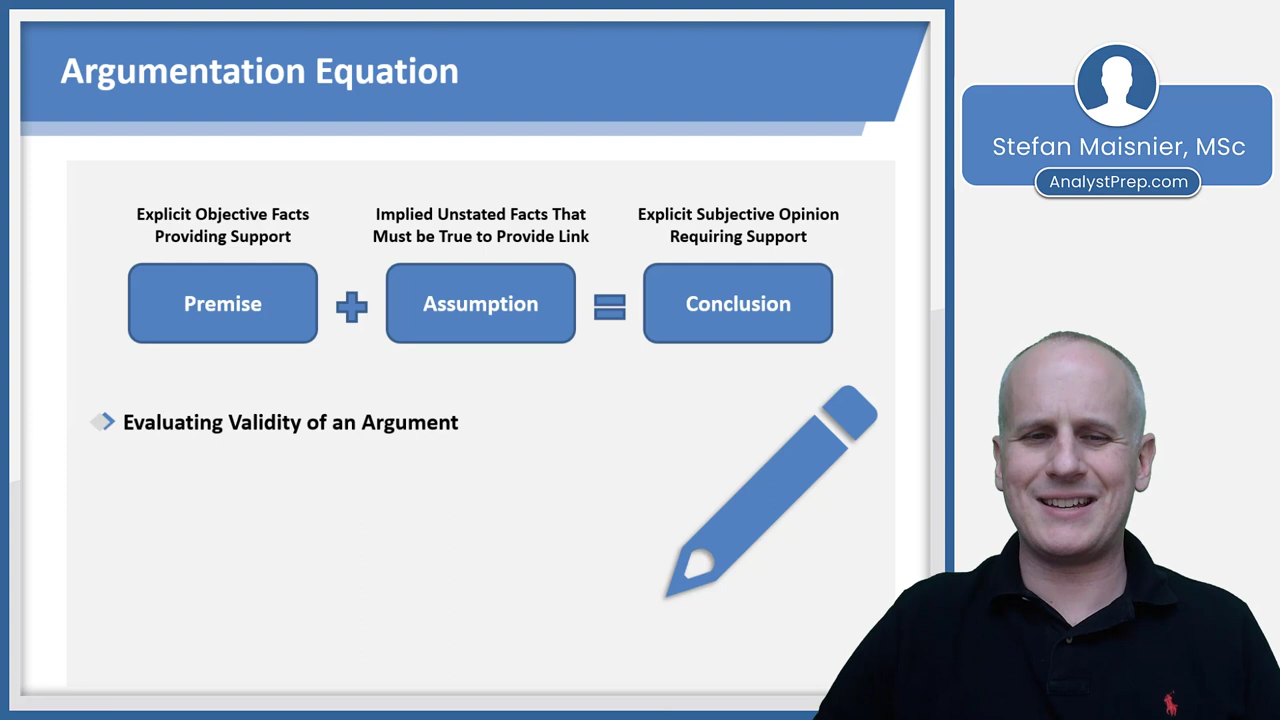 Argumentation Equation
Explicit Objective Facts
Providing Support
Implied Unstated Facts That
Must be True to Provide Link
Explicit Subjective Opinion
Requiring Support
Premise
Assumption
Conclusion
Evaluating Validity of an Argument
Stefan Maisnier, MSc
AnalystPrep.com